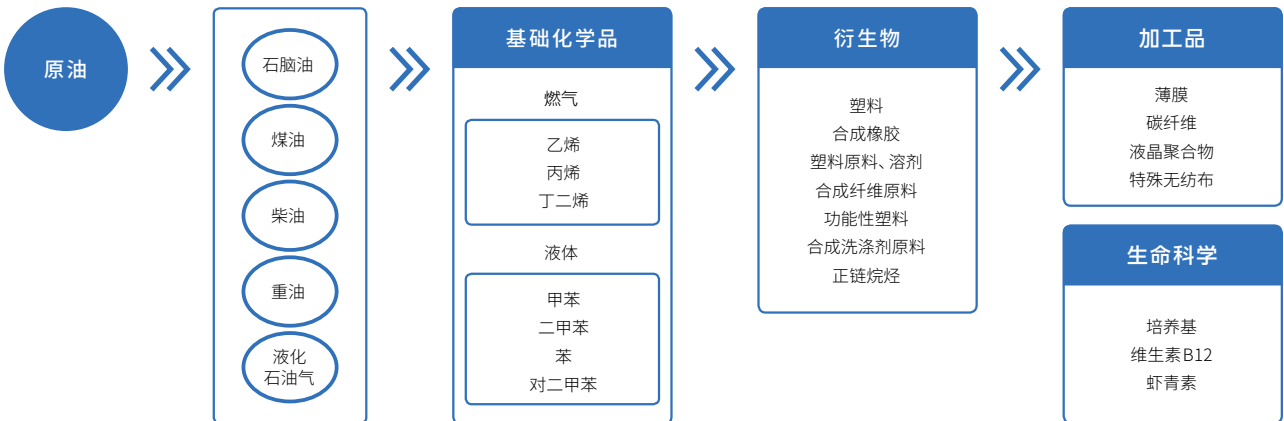 原油
石脑油
煤油
柴油
重油
液化
石油气
基础化学品
燃气
乙烯
丙烯
丁二烯
液体
甲苯
二甲苯
苯
对二甲苯
衍生物
塑料
合成橡胶
塑料原料、溶剂
合成纤维原料
功能性塑料
合成洗涤剂原料
正链烷烃
加工品
薄膜
碳纤维
液晶聚合物
特殊无纺布
生命科学
培养基
维生素B12
虾青素